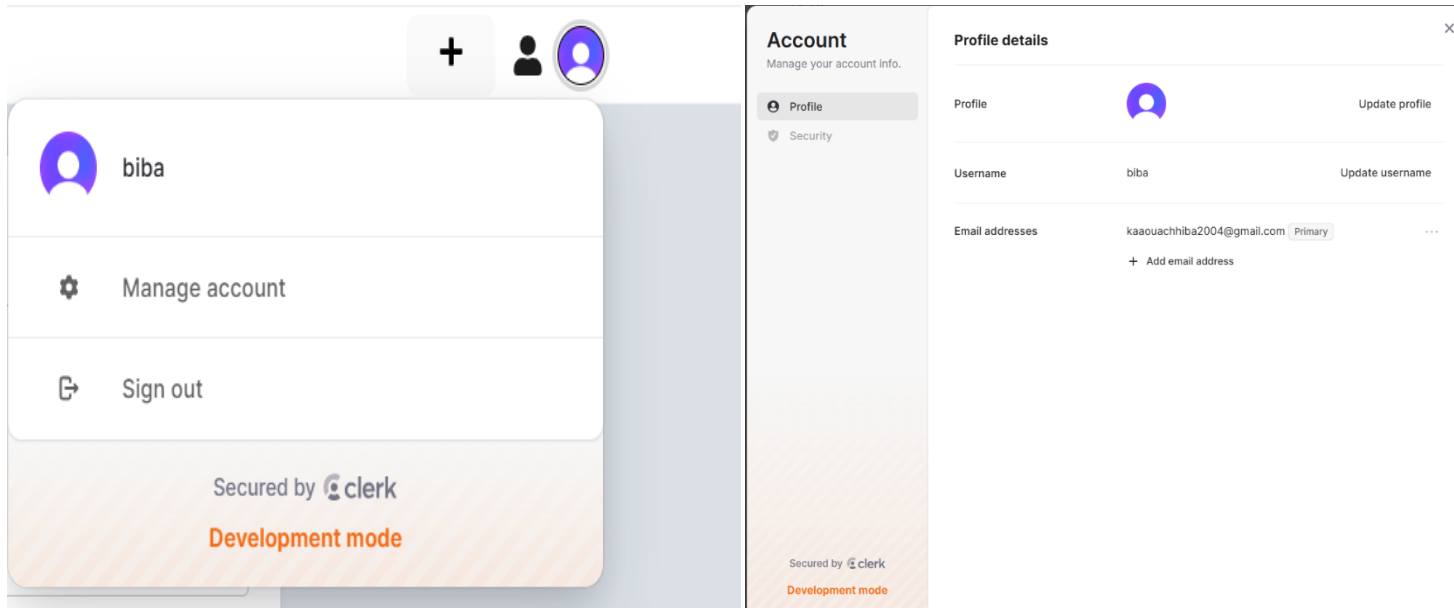 biba
Manage account
Sign out
Secured by clerk
Development mode
Account
Manage your account info.
Profile
Security
Secured by clerk
Development mode
Profile details
Profile Update profile
Username biba Update username
Email addresses kaaouachhiba2004@gmail.com Primary
+ Add email address